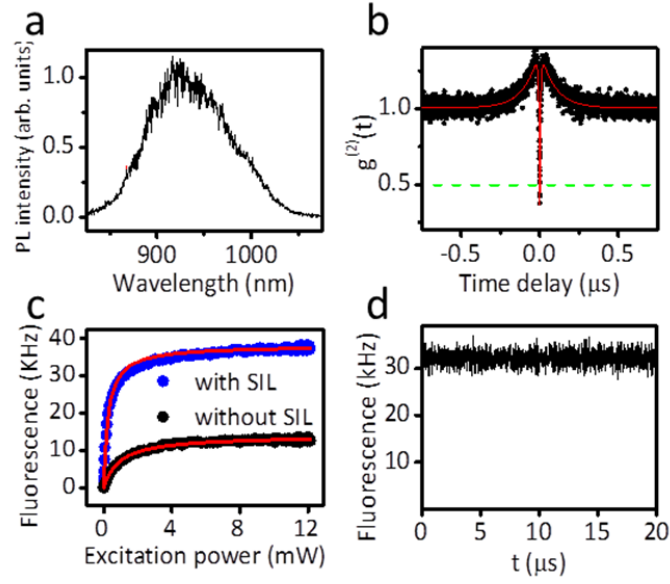 a
PL intensity (arb. units)
1.0
0.5
0.0
900
1000
Wavelength (nm)
b
g(2)(t)
1.0
0.5
-0.5
0.0
0.5
Time delay (µs)
c
Fluorescence (KHz)
40
30
20
10
0
with SIL
without SIL
0
4
8
12
Excitation power (mW)
d
Fluorescence (kHz)
30
20
10
0
5
10
15
20
t (µs)